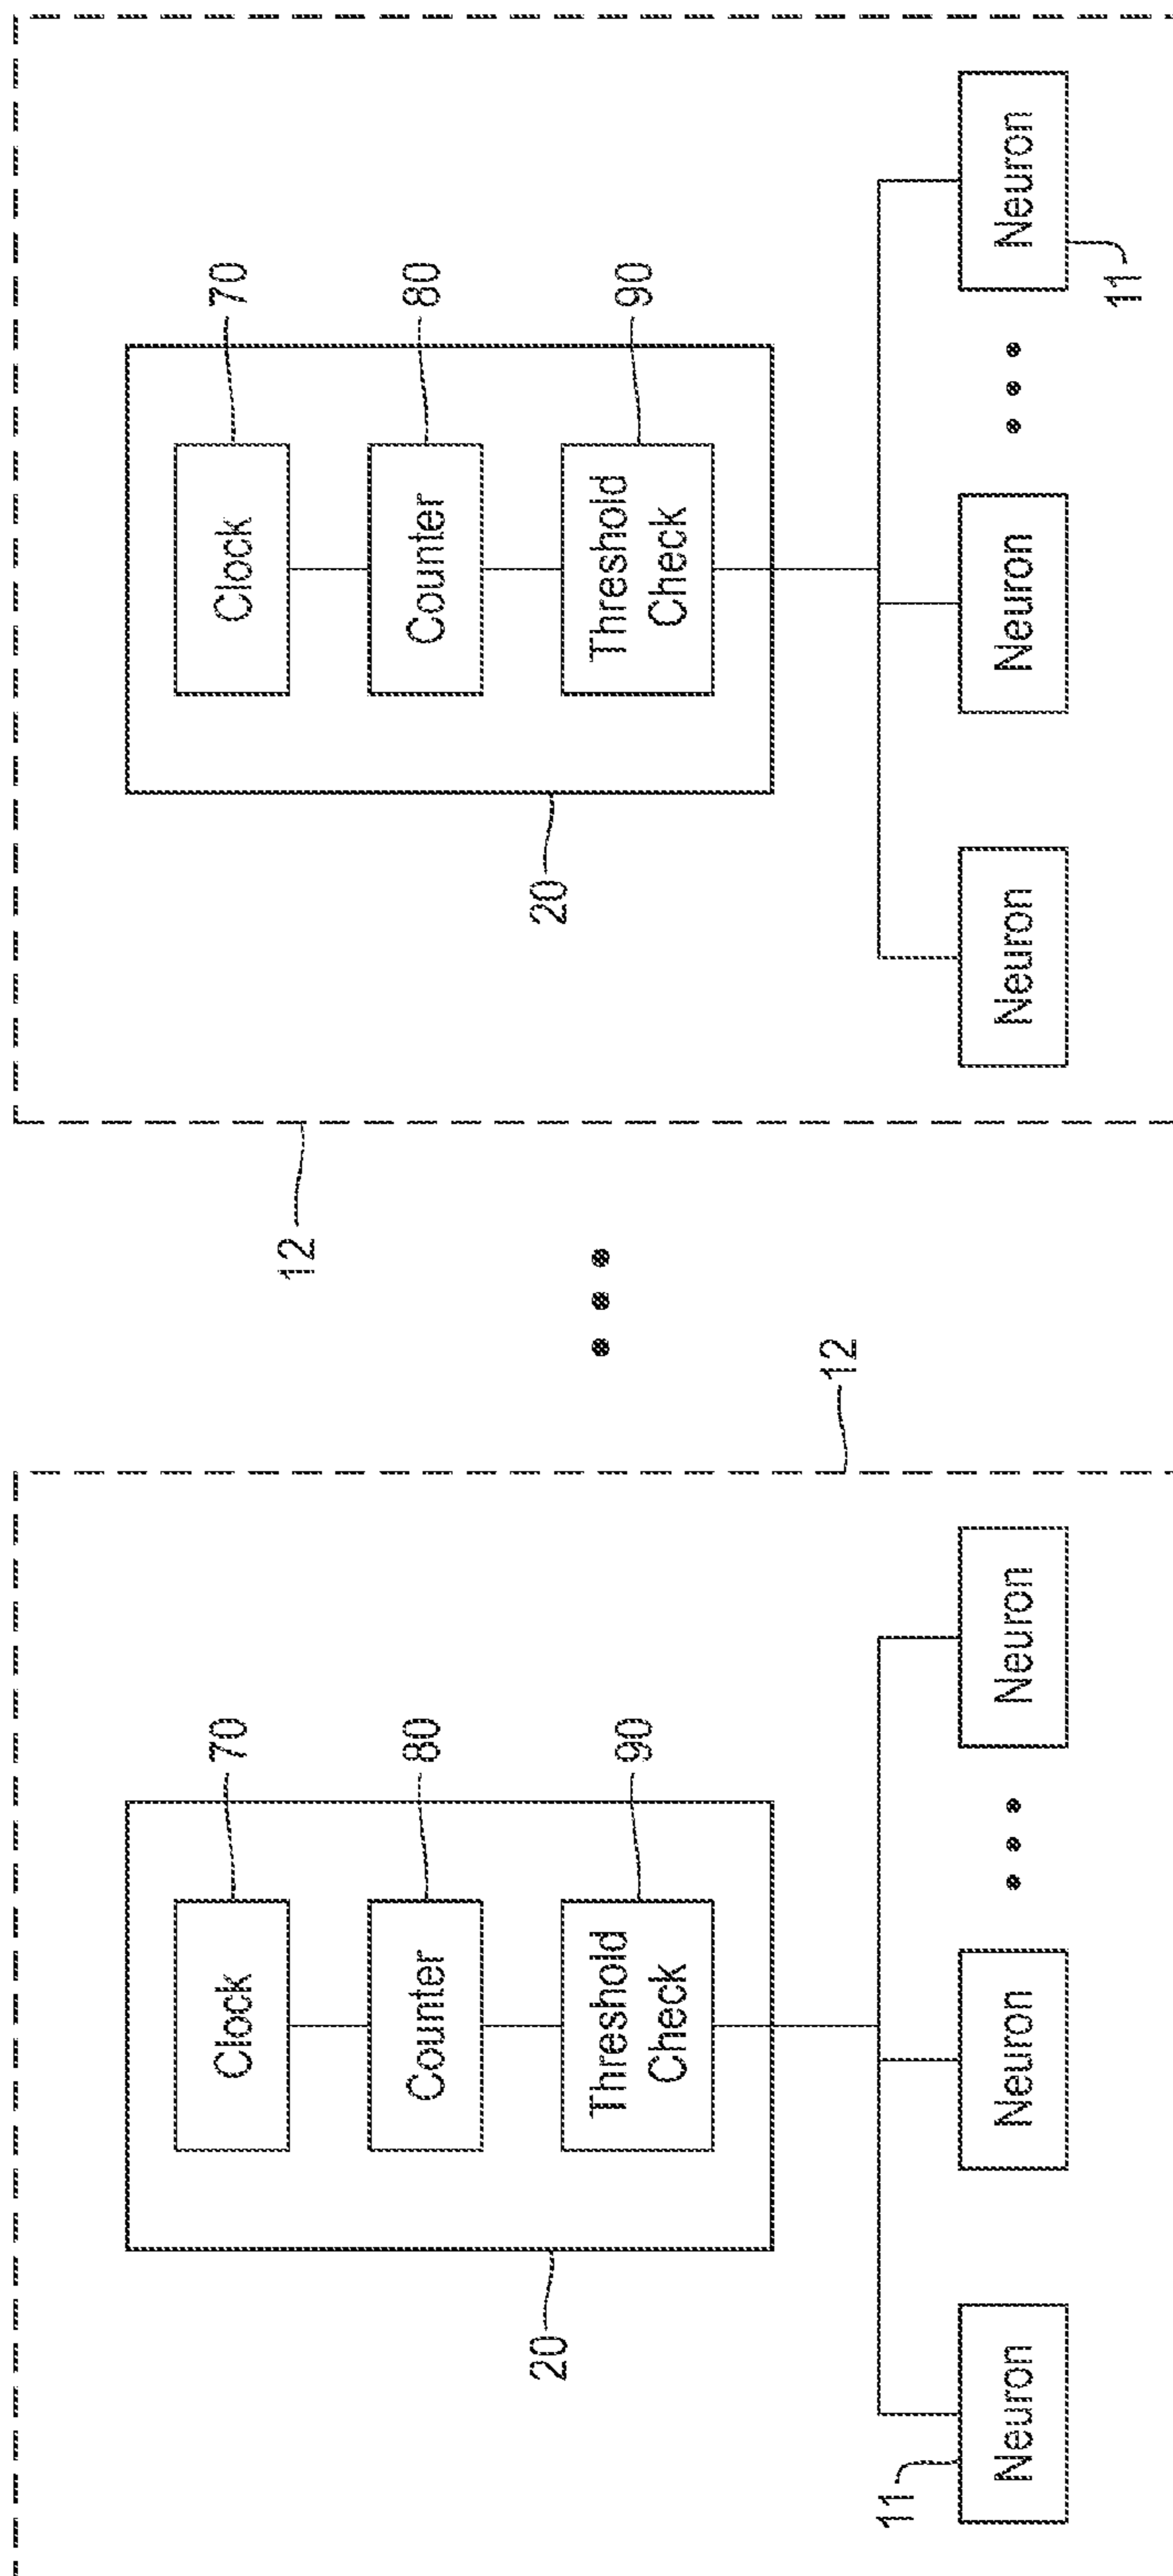 Clock
70
Counter
80
Threshold
Check
90
20
12
Neuron
11
Neuron
Neuron
Clock
70
Counter
80
Threshold
Check
90
20
12
Neuron
Neuron
Neuron
11